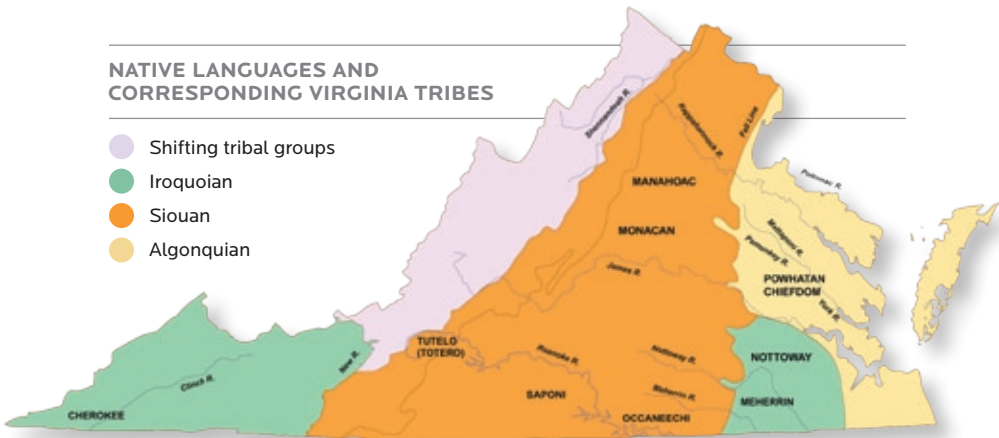 NATIVE LANGUAGES AND
CORRESPONDING VIRGINIA TRIBES
Shifting tribal groups
Iroquoian
Siouan
Algonquian
Shennandoah R.
Rappahannock R.
Fall Line
Potomac R.
MANAHOAC
MONACAN
Mattaponi R.
Pamunkey R.
James R.
POWHATAN
CHIEFDOM
York R.
TUTELO
(TOTERO)
New R.
Roanoke R.
Nottoway R.
NOTTOWAY
Clinch R.
SAPONI
Meherrin R.
MEHERRIN
CHEROKEE
OCCANEECHI